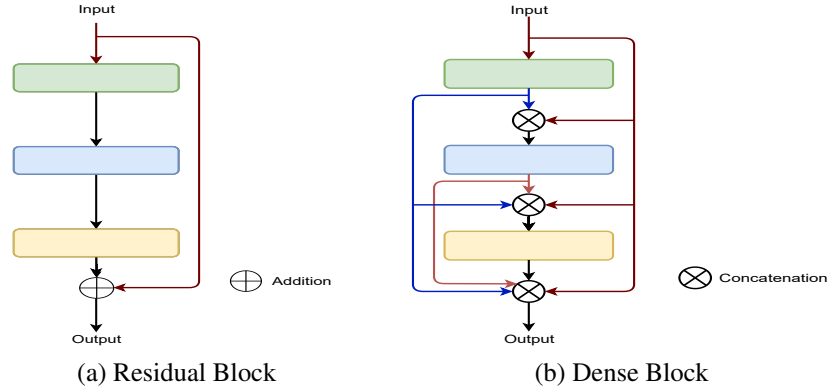 Input
Addition
Output
(a) Residual Block
Input
Concatenation
Output
(b) Dense Block